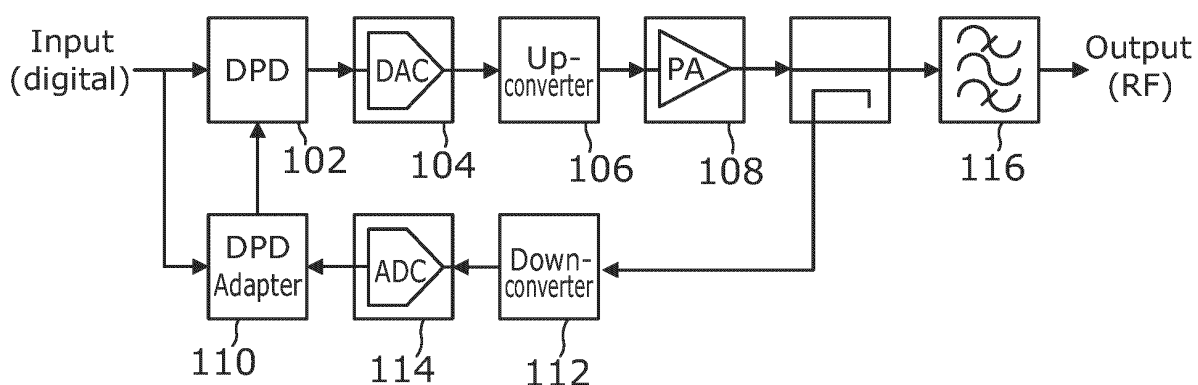 Input
(digital)
DPD
DAC
Up-
converter
PA
Output
(RF)
102
104
106
108
116
DPD
Adapter
ADC
Down-
converter
110
114
112